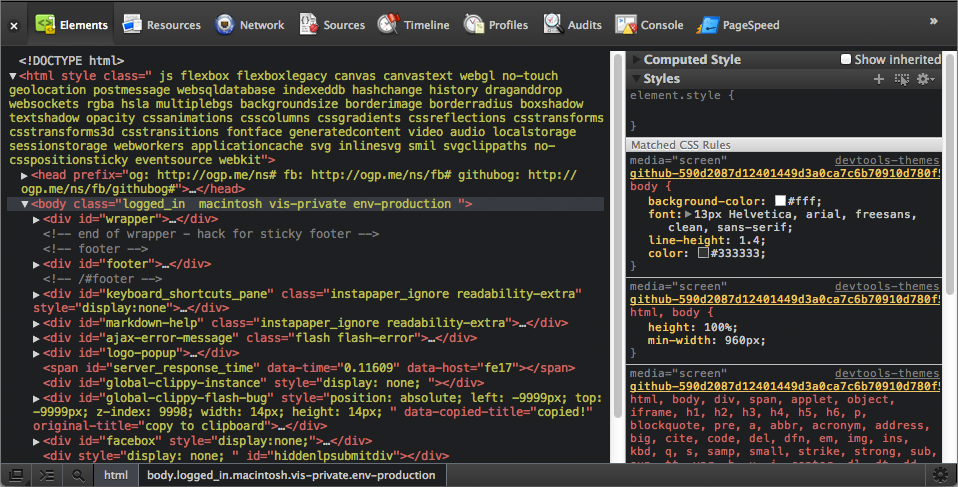 × Elements Resources Network Sources Timeline Profiles Audits Console PageSpeed »
<!DOCTYPE html>
▼<html style class=" js flexbox flexboxlegacy canvas canvastext webgl no-touch
geolocation postmessage websqldatabase indexeddb hashchange history draganddrop
websockets rgba hsla multiplebgs backgroundsize borderimage borderradius boxshadow
textshadow opacity cssanimations csscolumns cssgradients cssreflections csstransforms
csstransforms3d csstransitions fontface generatedcontent video audio localstorage
sessionstorage webworkers applicationcache svg inlinesvg smil svgclippaths no-
csspositionsticky eventsource webkit">
▶<head prefix="og: http://ogp.me/ns# fb: http://ogp.me/ns/fb# githubog: http://
ogp.me/ns/fb/githubog#">…</head>
▼<body class="logged_in  macintosh vis-private env-production ">
▶<div id="wrapper">…</div>
<!-- end of wrapper - hack for sticky footer -->
<!-- footer -->
▶<div id="footer">…</div>
<!-- /#footer -->
▶<div id="keyboard_shortcuts_pane" class="instapaper_ignore readability-extra"
style="display:none">…</div>
▶<div id="markdown-help" class="instapaper_ignore readability-extra">…</div>
▶<div id="ajax-error-message" class="flash flash-error">…</div>
▶<div id="logo-popup">…</div>
<span id="server_response_time" data-time="0.11609" data-host="fe17"></span>
<div id="global-clippy-instance" style="display: none; "></div>
▶<div id="global-clippy-flash-bug" style="position: absolute; left: -9999px; top:
-9999px; z-index: 9998; width: 14px; height: 14px; " data-copied-title="copied!"
original-title="copy to clipboard">…</div>
▶<div id="facebox" style="display:none;">…</div>
<div style="display: none; " id="hiddenlpsubmitdiv"></div>
▶ Computed Style Show inherited
▼ Styles
element.style {
}
Matched CSS Rules
media="screen" devtools-themes
github-590d2087d12401449d3a0ca7c6b70910d780f5
body {
background-color: #fff;
font:▶13px Helvetica, arial, freesans,
clean, sans-serif;
line-height: 1.4;
color: #333333;
}
media="screen" devtools-themes
github-590d2087d12401449d3a0ca7c6b70910d780f5
html, body {
height: 100%;
min-width: 960px;
}
media="screen" devtools-themes
github-590d2087d12401449d3a0ca7c6b70910d780f5
html, body, div, span, applet, object,
iframe, h1, h2, h3, h4, h5, h6, p,
blockquote, pre, a, abbr, acronym, address,
big, cite, code, del, dfn, em, img, ins,
kbd, q, s, samp, small, strike, strong, sub,
html body.logged_in.macintosh.vis-private.env-production